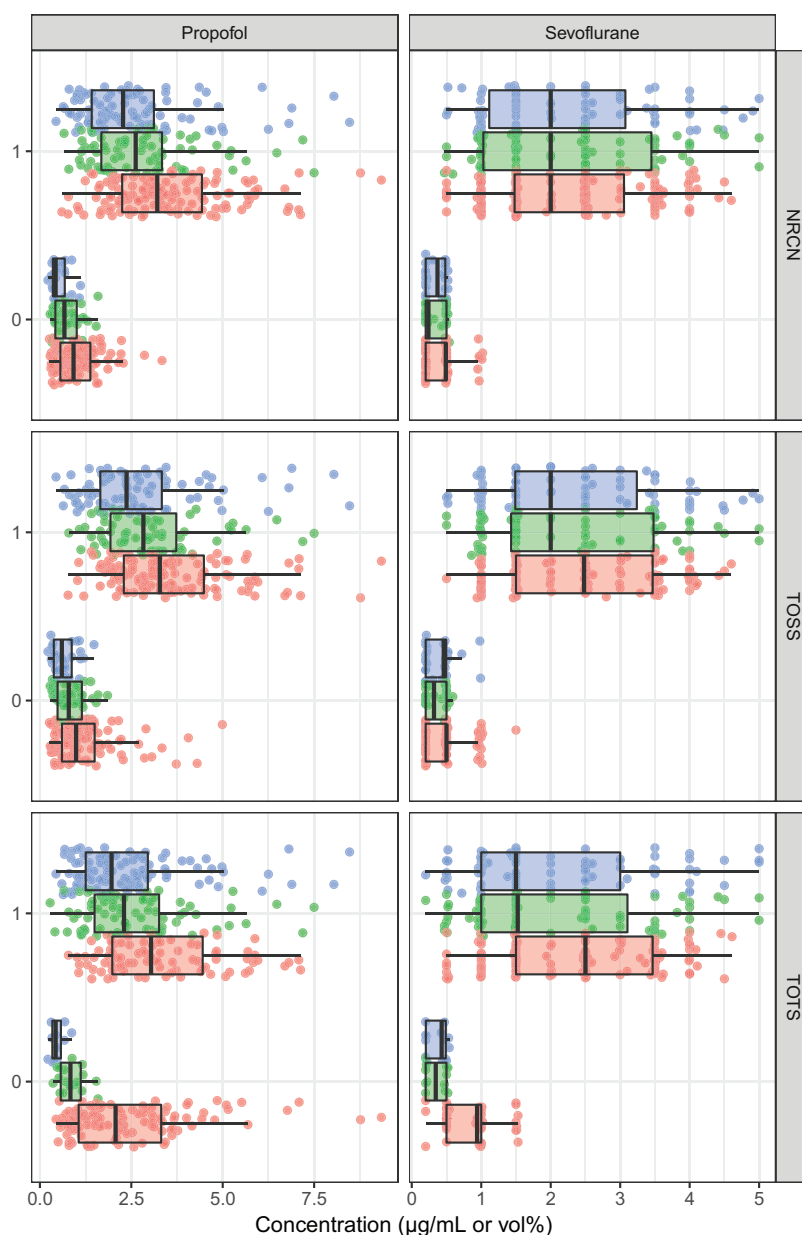 Propofol Sevoflurane
1
0
NRCN
1
0
TOSS
1
0
TOTS
0.0 2.5 5.0 7.5 0 1 2 3 4 5
Concentration (µg/mL or vol%)